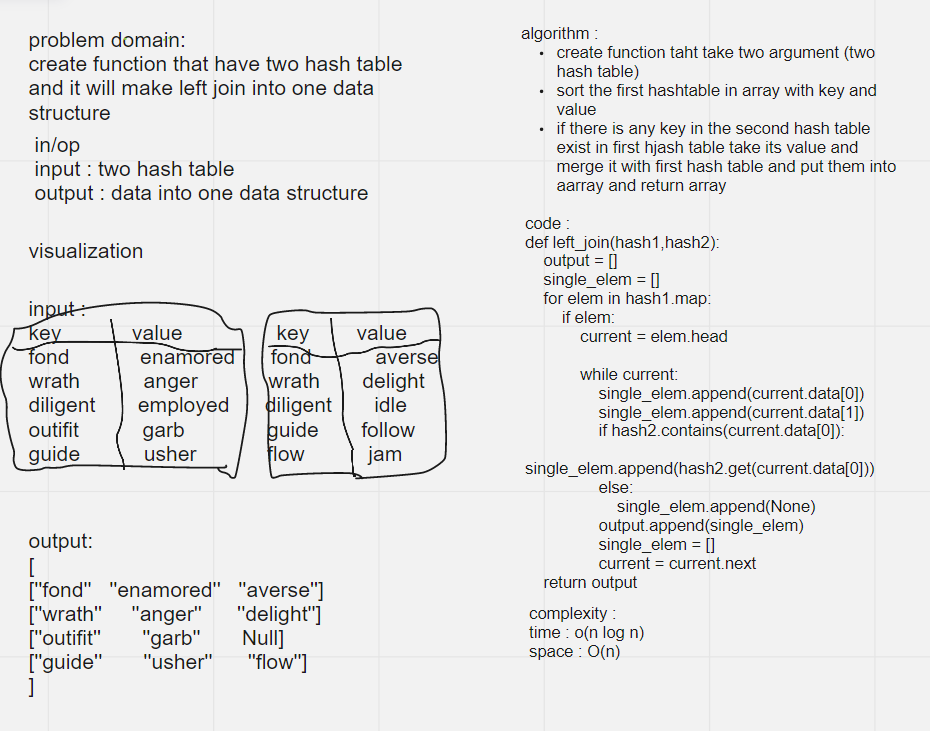 problem domain:
create function that have two hash table
and it will make left join into one data
structure
in/op
input : two hash table
output : data into one data structure
visualization
input :
key value
fond enamored
wrath anger
diligent employed
outifit garb
guide usher
key value
fond averse
wrath delight
diligent idle
guide follow
flow jam
output:
[
["fond" "enamored" "averse"]
["wrath" "anger" "delight"]
["outifit" "garb" Null]
["guide" "usher" "flow"]
]
algorithm :
• create function taht take two argument (two
hash table)
• sort the first hashtable in array with key and
value
• if there is any key in the second hash table
exist in first hjash table take its value and
merge it with first hash table and put them into
aarray and return array
code :
def left_join(hash1,hash2):
output = []
single_elem = []
for elem in hash1.map:
if elem:
current = elem.head
while current:
single_elem.append(current.data[0])
single_elem.append(current.data[1])
if hash2.contains(current.data[0]):
single_elem.append(hash2.get(current.data[0]))
else:
single_elem.append(None)
output.append(single_elem)
single_elem = []
current = current.next
return output
complexity :
time : o(n log n)
space : O(n)